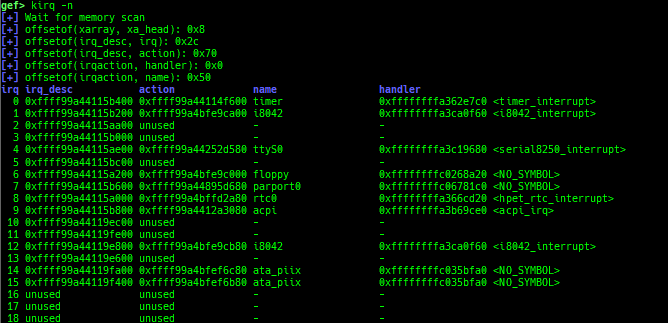 gef> kirq -n
[+] Wait for memory scan
[+] offsetof(xarray, xa_head): 0x8
[+] offsetof(irq_desc, irq): 0x2c
[+] offsetof(irq_desc, action): 0x70
[+] offsetof(irqaction, handler): 0x0
[+] offsetof(irqaction, name): 0x50
irq irq_desc action name handler
0 0xffff99a44115b400 0xffff99a44114f600 timer 0xffffffffa362e7c0 <timer_interrupt>
1 0xffff99a44115b200 0xffff99a4bfe9ca00 i8042 0xffffffffa3ca0f60 <i8042_interrupt>
2 0xffff99a44115aa00 unused - -
3 0xffff99a44115b000 unused - -
4 0xffff99a44115ae00 0xffff99a44252d580 ttyS0 0xffffffffa3c19680 <serial8250_interrupt>
5 0xffff99a44115bc00 unused - -
6 0xffff99a44115a200 0xffff99a4bfe9c000 floppy 0xffffffffc0268a20 <NO_SYMBOL>
7 0xffff99a44115b600 0xffff99a44895d680 parport0 0xffffffffc06781c0 <NO_SYMBOL>
8 0xffff99a44115a000 0xffff99a4bffd2a80 rtc0 0xffffffffa366cd20 <hpet_rtc_interrupt>
9 0xffff99a44115b800 0xffff99a4412a3080 acpi 0xffffffffa3b69ce0 <acpi_irq>
10 0xffff99a44119ec00 unused - -
11 0xffff99a44119fe00 unused - -
12 0xffff99a44119e800 0xffff99a4bfe9cb80 i8042 0xffffffffa3ca0f60 <i8042_interrupt>
13 0xffff99a44119e600 unused - -
14 0xffff99a44119fa00 0xffff99a4bfef6c80 ata_piix 0xffffffffc035bfa0 <NO_SYMBOL>
15 0xffff99a44119f400 0xffff99a4bfef6b80 ata_piix 0xffffffffc035bfa0 <NO_SYMBOL>
16 unused unused - -
17 unused unused - -
18 unused unused - -